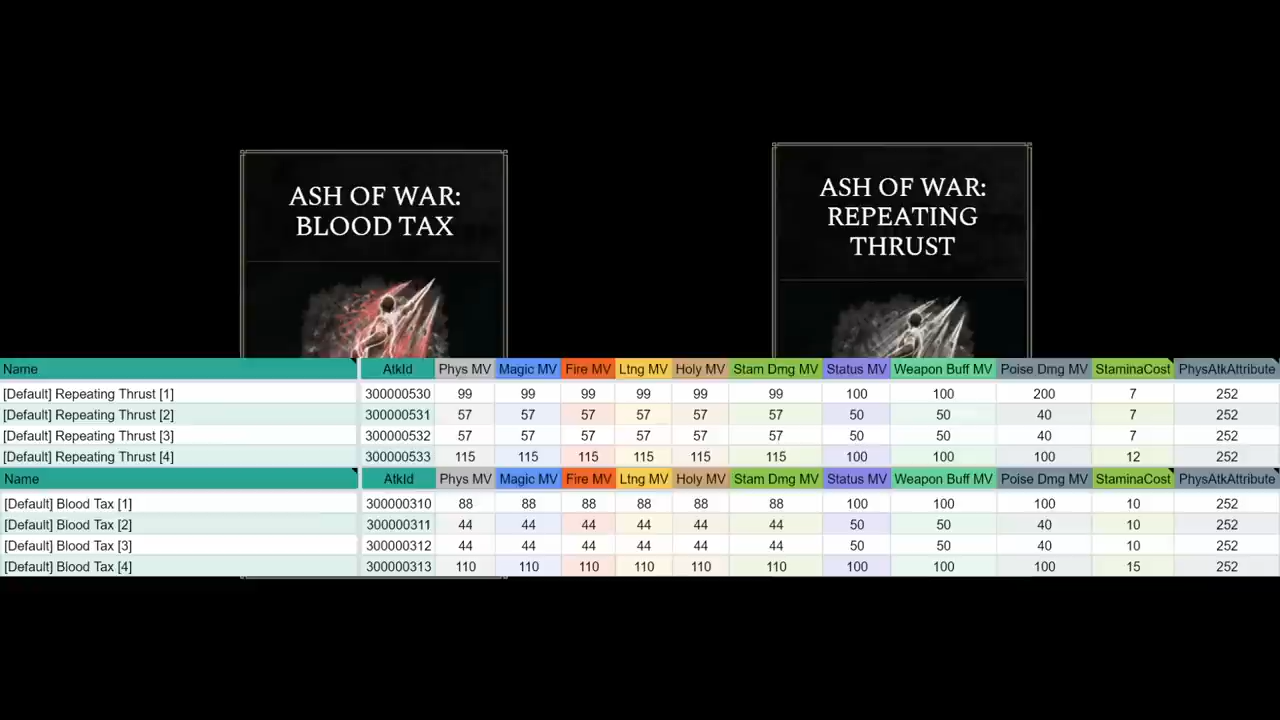 ASH OF WAR:
BLOOD TAX
ASH OF WAR:
REPEATING
THRUST
Name AtkId Phys MV Magic MV Fire MV Ltng MV Holy MV Stam Dmg MV Status MV Weapon Buff MV Poise Dmg MV StaminaCost PhysAtkAttribute
[Default] Repeating Thrust [1] 300000530 99 99 99 99 99 99 100 100 200 7 252
[Default] Repeating Thrust [2] 300000531 57 57 57 57 57 57 50 50 40 7 252
[Default] Repeating Thrust [3] 300000532 57 57 57 57 57 57 50 50 40 7 252
[Default] Repeating Thrust [4] 300000533 115 115 115 115 115 115 100 100 100 12 252
Name AtkId Phys MV Magic MV Fire MV Ltng MV Holy MV Stam Dmg MV Status MV Weapon Buff MV Poise Dmg MV StaminaCost PhysAtkAttribute
[Default] Blood Tax [1] 300000310 88 88 88 88 88 88 100 100 100 10 252
[Default] Blood Tax [2] 300000311 44 44 44 44 44 44 50 50 40 10 252
[Default] Blood Tax [3] 300000312 44 44 44 44 44 44 50 50 40 10 252
[Default] Blood Tax [4] 300000313 110 110 110 110 110 110 100 100 100 15 252